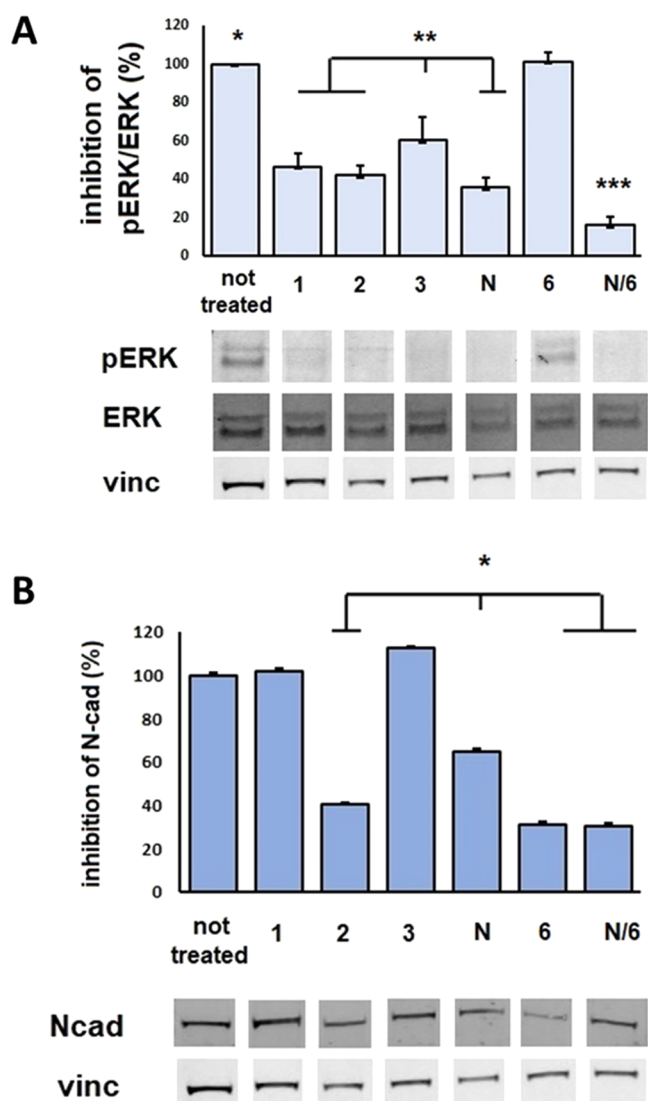 A
inhibition of
pERK/ERK (%)
120
100
80
60
40
20
0
*
**
***
not
treated
1
2
3
N
6
N/6
pERK
ERK
vinc
B
inhibition of N-cad (%)
120
100
80
60
40
20
0
*
not
treated
1
2
3
N
6
N/6
Ncad
vinc